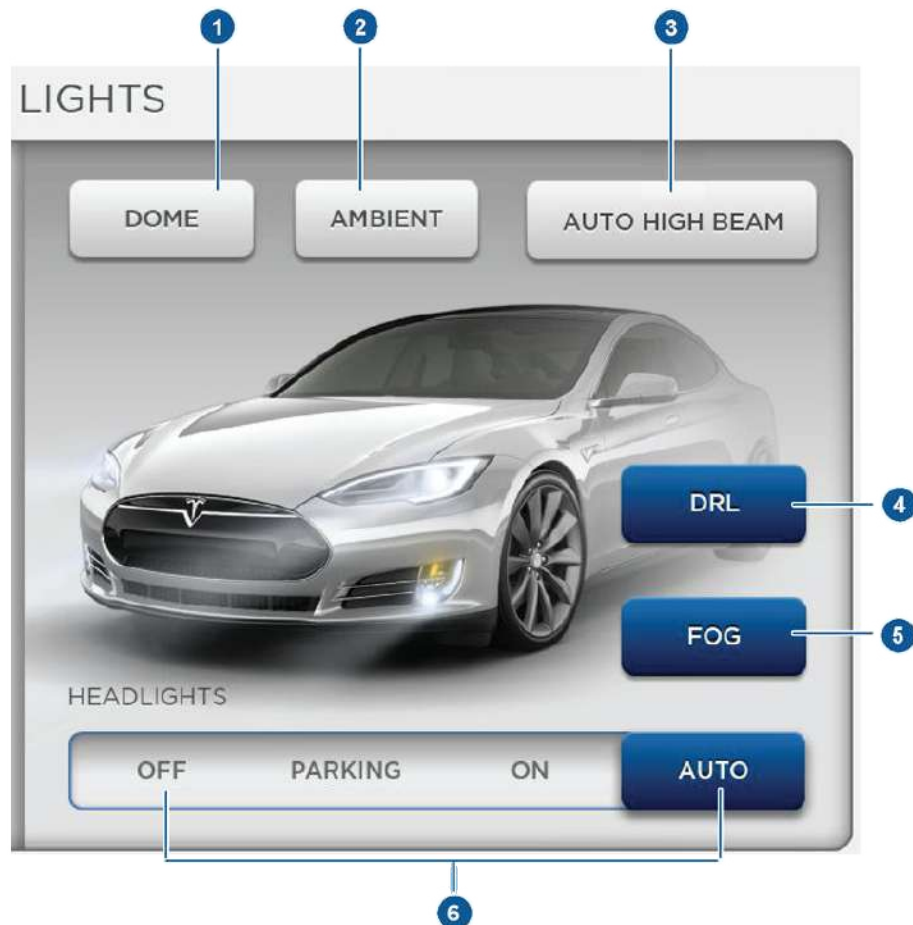 1 2 3
LIGHTS
DOME AMBIENT AUTO HIGH BEAM
DRL 4
FOG 5
HEADLIGHTS
OFF PARKING ON AUTO
6